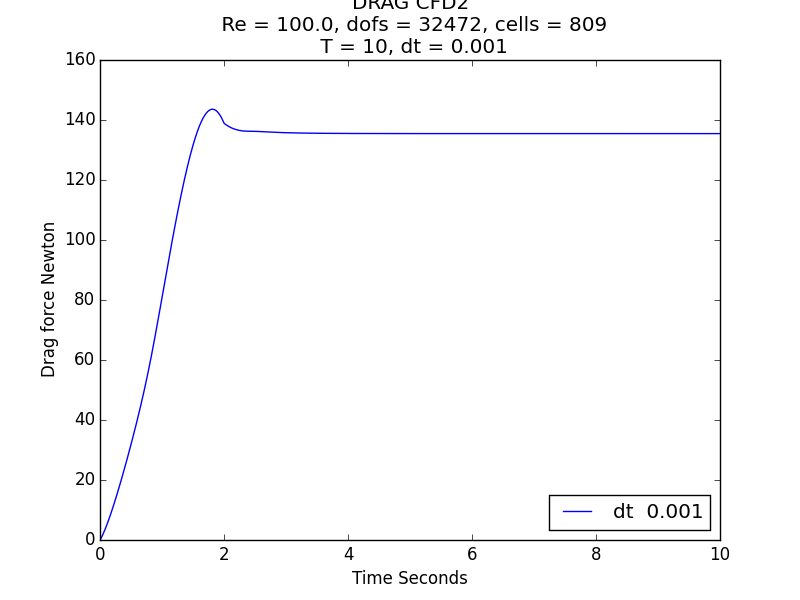 DRAG CFD2
Re = 100.0, dofs = 32472, cells = 809
T = 10, dt = 0.001
160
140
120
100
80
60
40
20
0
Drag force Newton
dt 0.001
0 2 4 6 8 10
Time Seconds